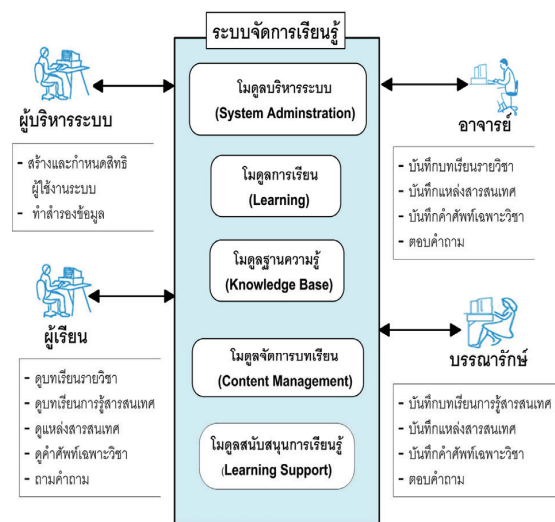 ระบบจัดการเรียนรู้
โมดูลบริหารระบบ
(System Adminstration)
โมดูลการเรียน
(Learning)
โมดูลฐานความรู้
(Knowledge Base)
โมดูลจัดการบทเรียน
(Content Management)
โมดูลสนับสนุนการเรียนรู้
(Learning Support)
ผู้บริหารระบบ
- สร้างและกำหนดสิทธิ
ผู้ใช้งานระบบ
- ทำสำรองข้อมูล
ผู้เรียน
- ดูบทเรียนรายวิชา
- ดูบทเรียนการรู้สารสนเทศ
- ดูแหล่งสารสนเทศ
- ดูคำศัพท์เฉพาะวิชา
- ถามคำถาม
อาจารย์
- บันทึกบทเรียนรายวิชา
- บันทึกแหล่งสารสนเทศ
- บันทึกคำศัพท์เฉพาะวิชา
- ตอบคำถาม
บรรณารักษ์
- บันทึกบทเรียนการรู้สารสนเทศ
- บันทึกแหล่งสารสนเทศ
- บันทึกคำศัพท์เฉพาะวิชา
- ตอบคำถาม